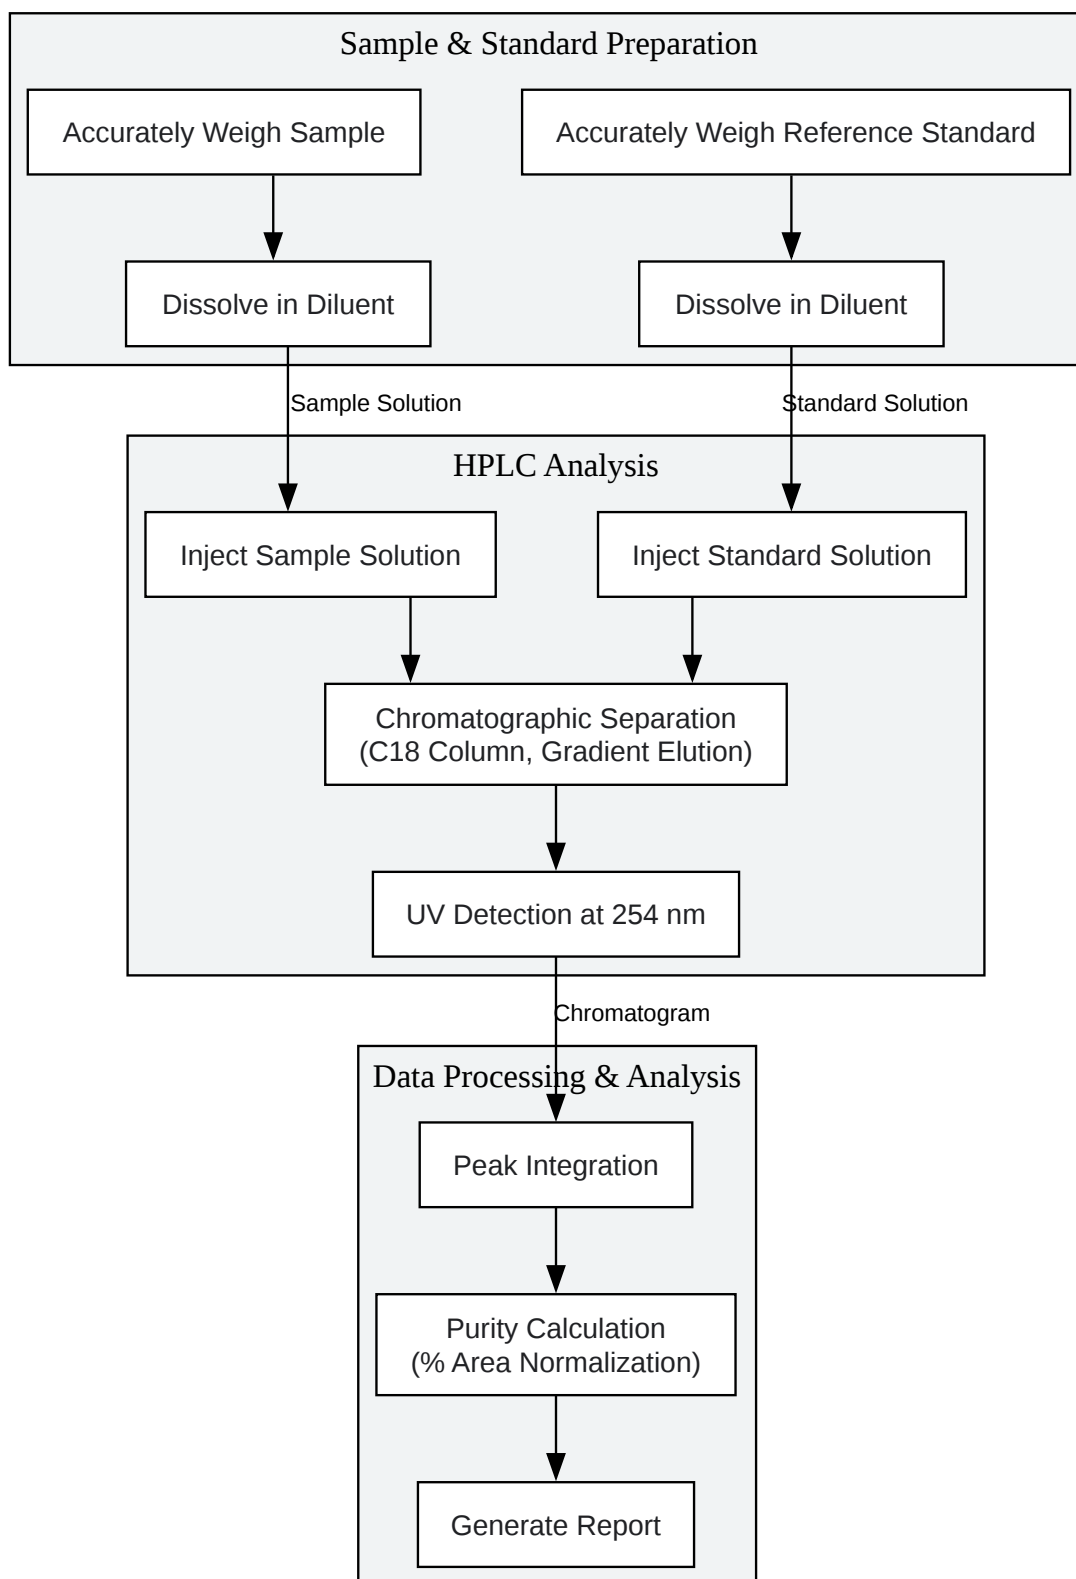 Sample & Standard Preparation
Accurately Weigh Sample
Accurately Weigh Reference Standard
Dissolve in Diluent
Dissolve in Diluent
Sample Solution
Standard Solution
HPLC Analysis
Inject Sample Solution
Inject Standard Solution
Chromatographic Separation
(C18 Column, Gradient Elution)
UV Detection at 254 nm
Chromatogram
Data Processing & Analysis
Peak Integration
Purity Calculation
(% Area Normalization)
Generate Report